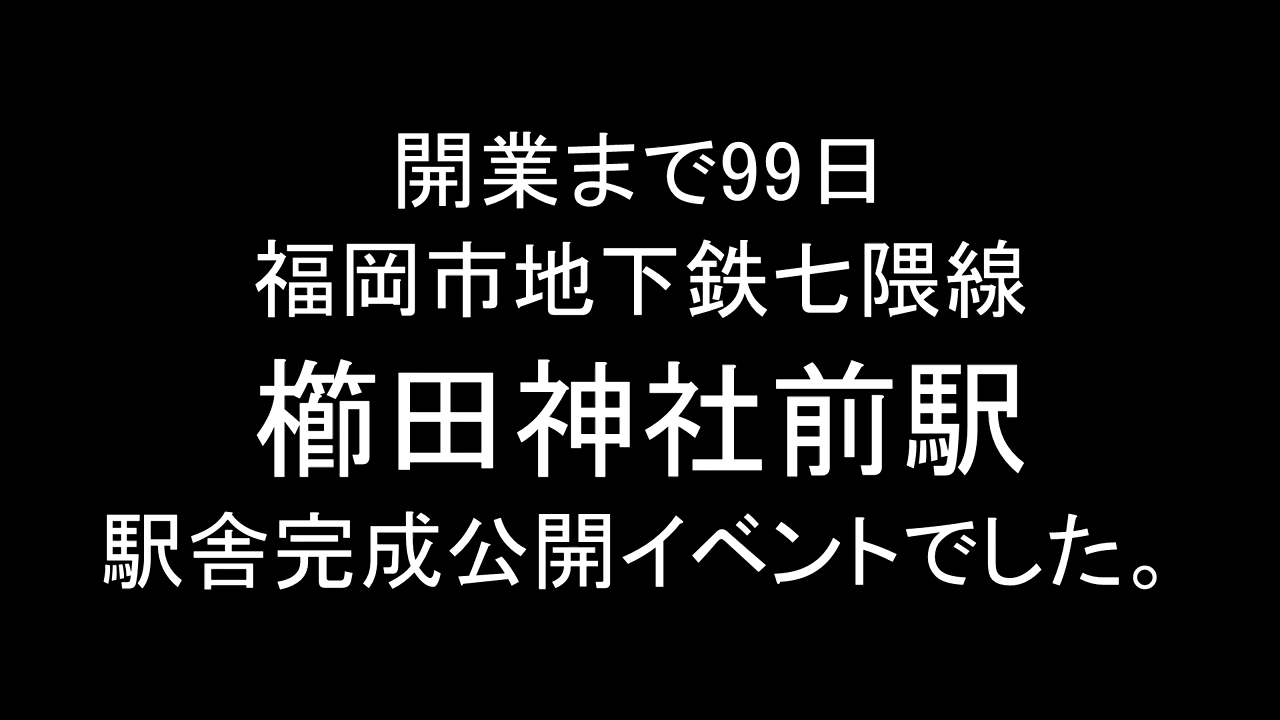 開業まで99日
福岡市地下鉄七隈線
櫛田神社前駅
駅舎完成公開イベントでした。